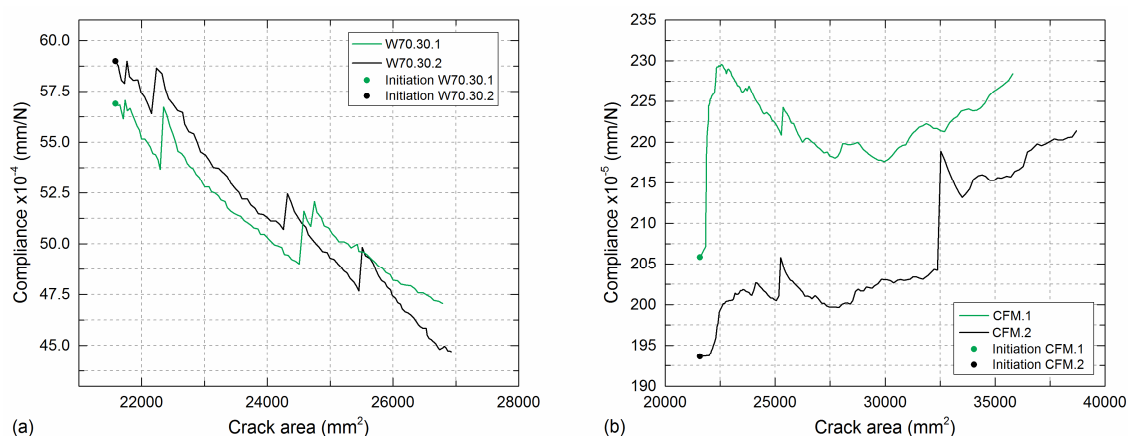 60.0
57.5
55.0
52.5
50.0
47.5
45.0
Compliance x10-4 (mm/N)
22000 24000 26000 28000
Crack area (mm2)
(a)
W70.30.1
W70.30.2
Initiation W70.30.1
Initiation W70.30.2
235
230
225
220
215
210
205
200
195
190
Compliance x10-5 (mm/N)
20000 25000 30000 35000 40000
Crack area (mm2)
(b)
CFM.1
CFM.2
Initiation CFM.1
Initiation CFM.2